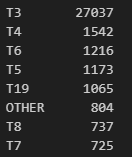 T3 27037
T4 1542
T6 1216
T5 1173
T19 1065
OTHER 804
T8 737
T7 725